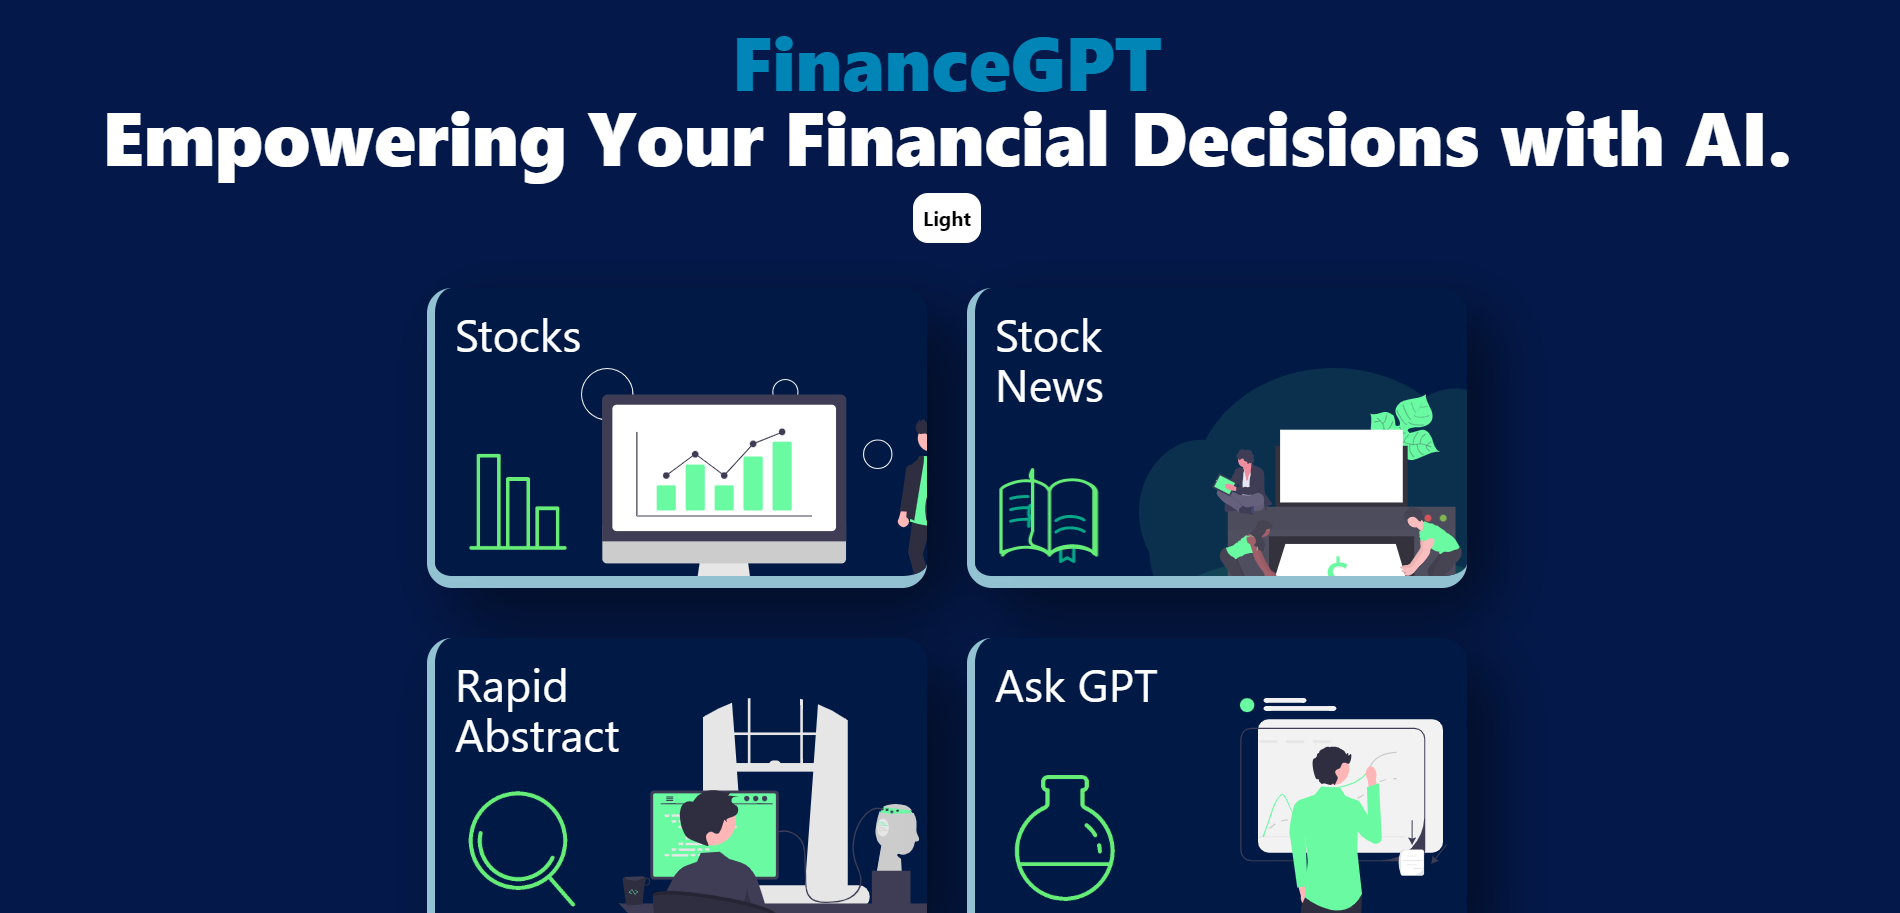 FinanceGPT
Empowering Your Financial Decisions with AI.
Light
Stocks
Stock
News
Rapid
Abstract
Ask GPT